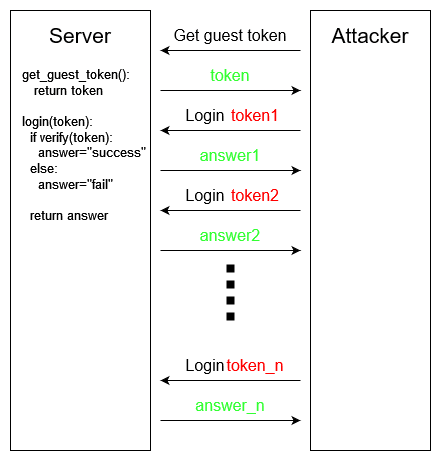 Server
get_guest_token():
return token
login(token):
if verify(token):
answer="success"
else:
answer="fail"
return answer
Get guest token
token
Login token1
answer1
Login token2
answer2
Login token_n
answer_n
Attacker